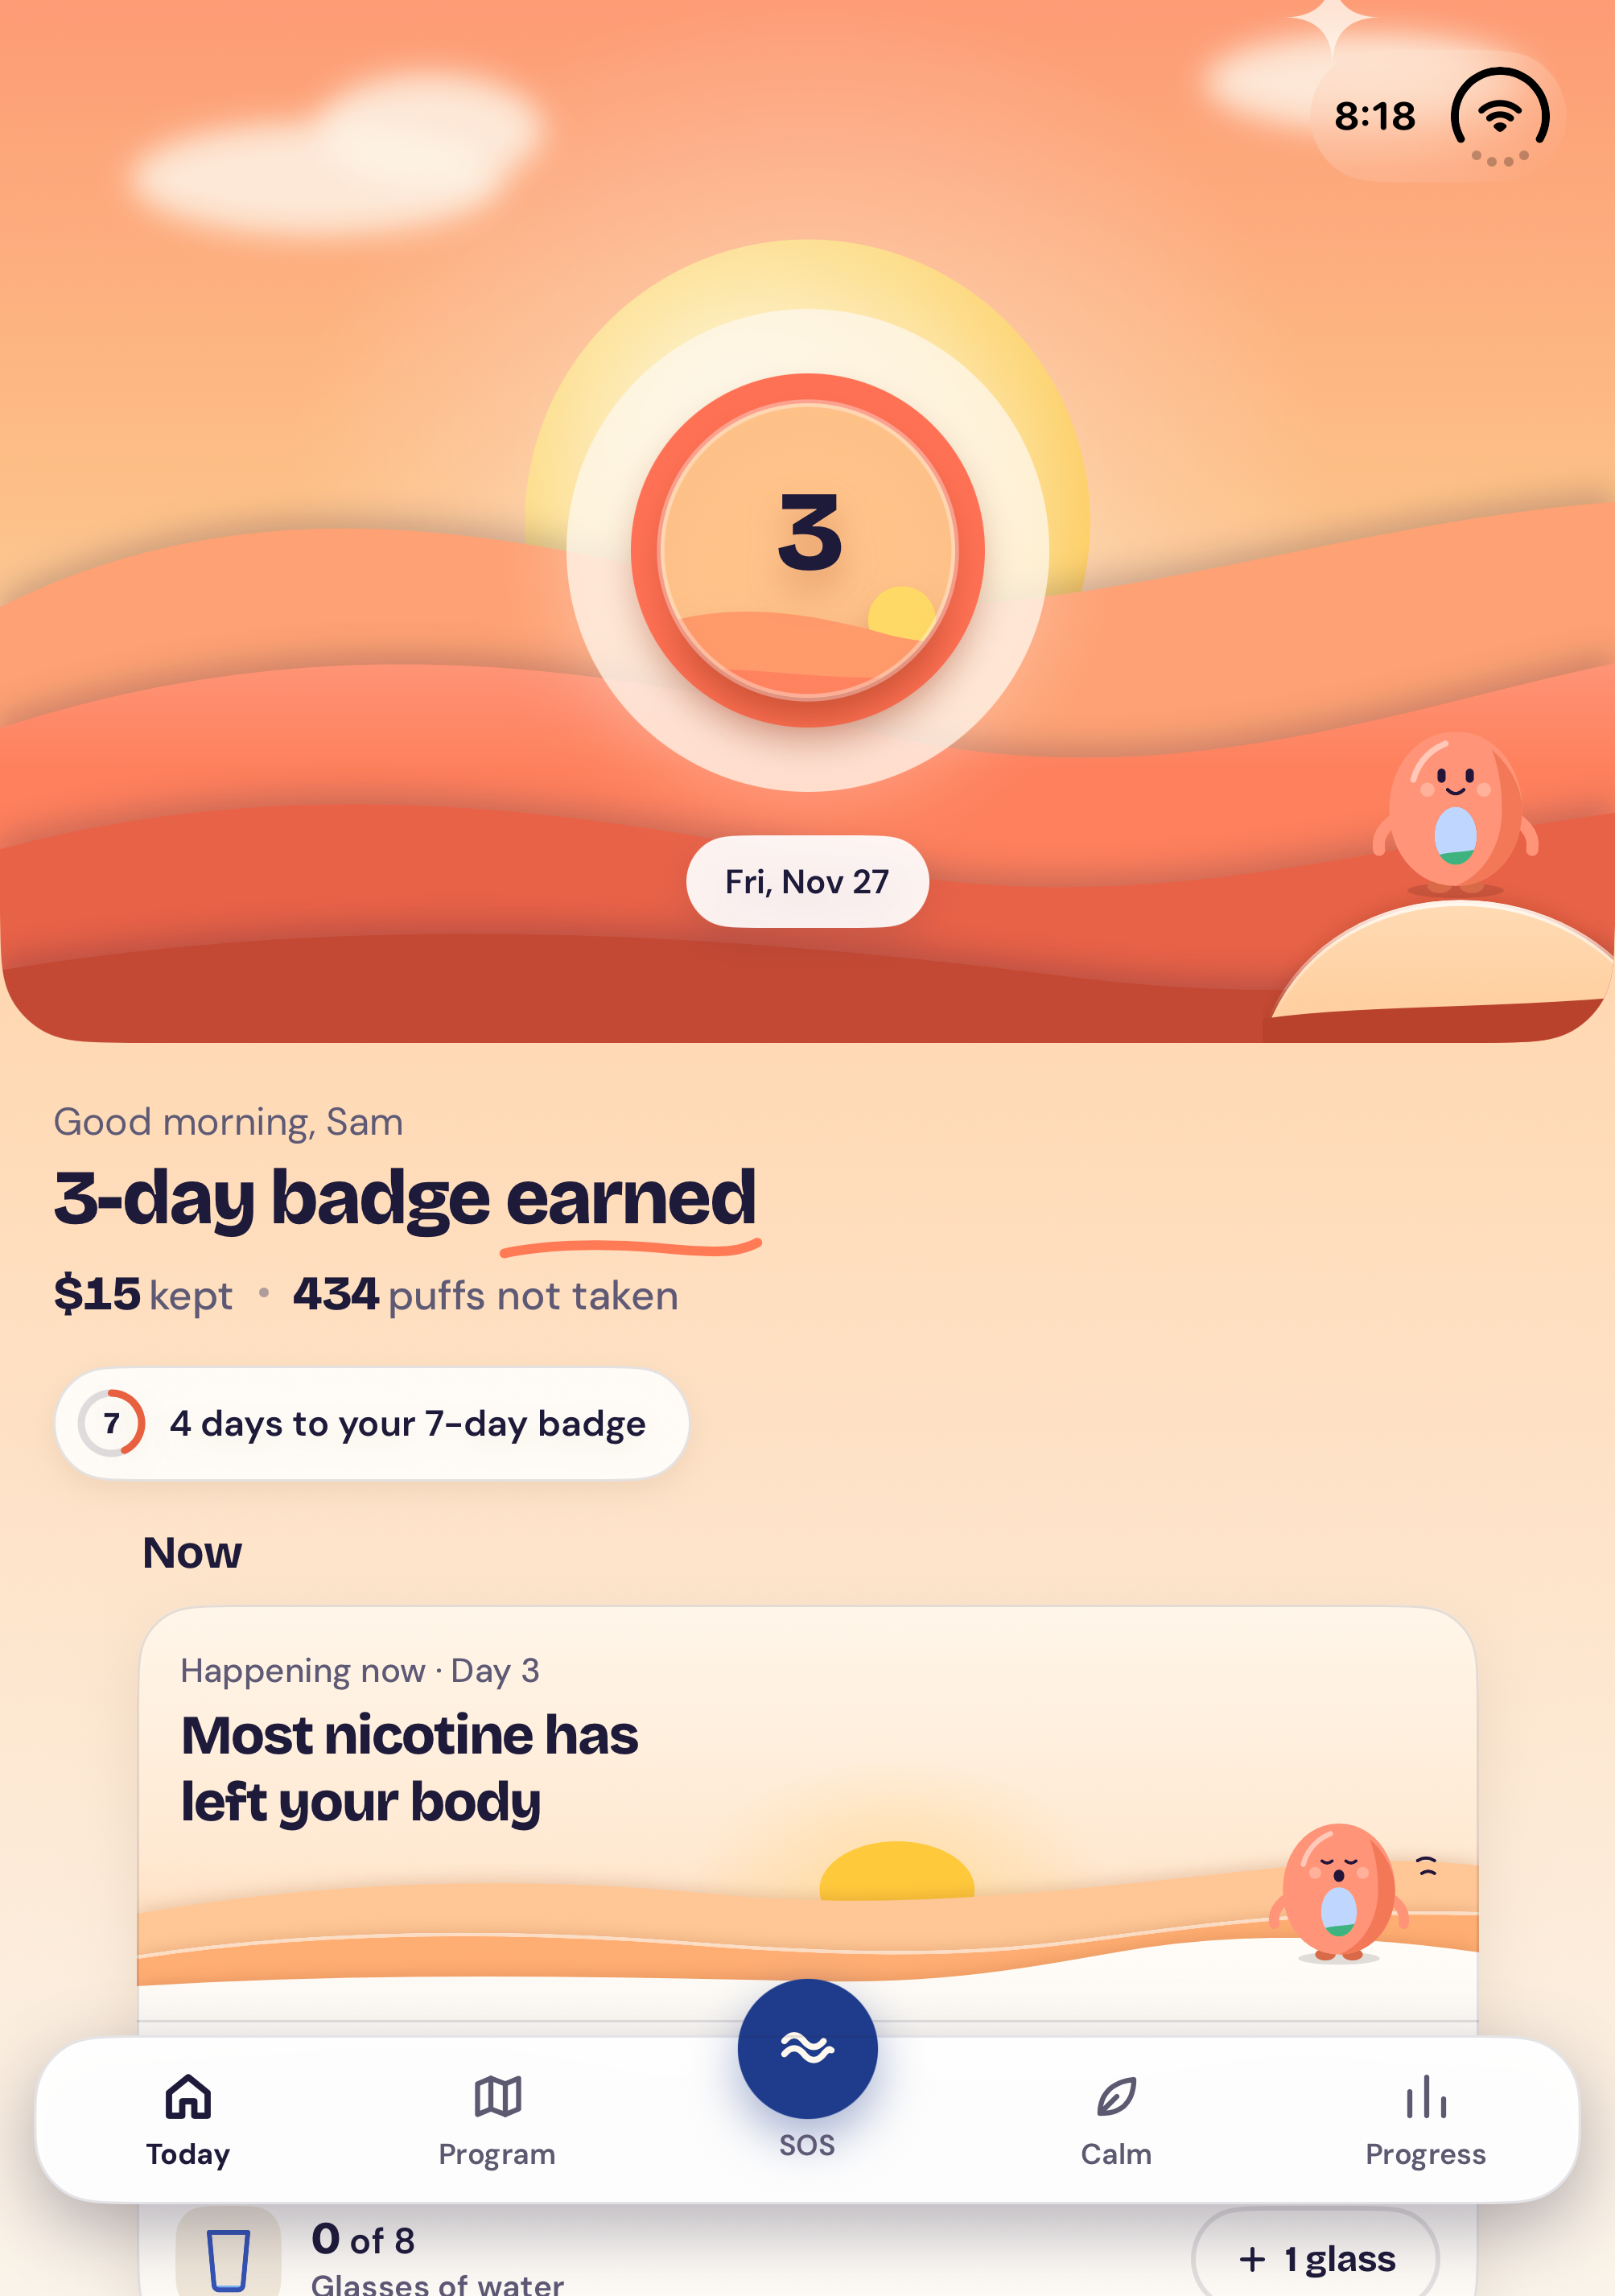 8:18
3
Fri, Nov 27
Good morning, Sam
3-day badge earned
$15 kept • 434 puffs not taken
7 4 days to your 7-day badge
Now
Happening now · Day 3
Most nicotine has
left your body
SOS
Today Program Calm Progress
0 of 8
+ 1 glass
Glasses of water